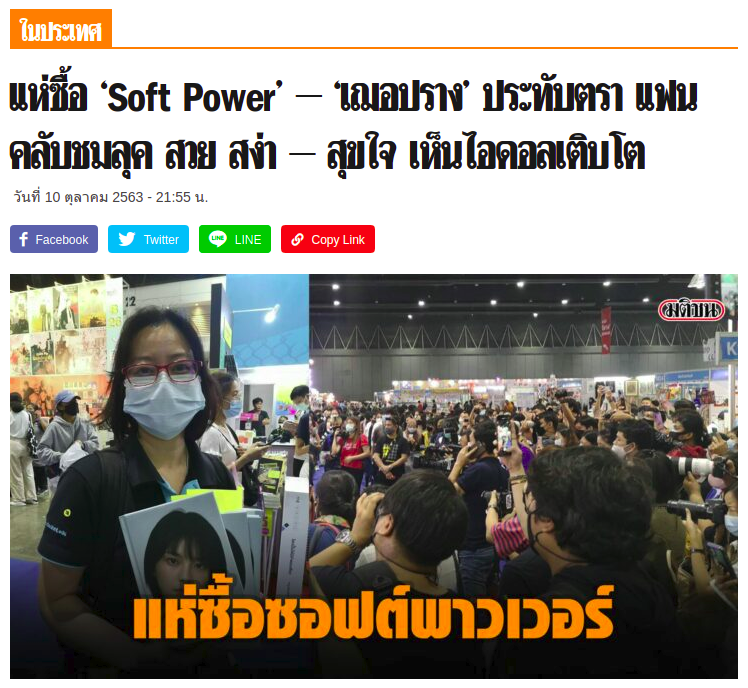 ในประเทศ
แห่ซื้อ ‘Soft Power’ – ‘เฌอปราง’ ประทับตรา แฟน
คลับชมลุค สวย สง่า – สุขใจ เห็นไอดอลเติบโต
วันที่ 10 ตุลาคม 2563 - 21:55 น.
Facebook
Twitter
LINE
Copy Link
มติชน
แห่ซื้อซอฟต์พาวเวอร์